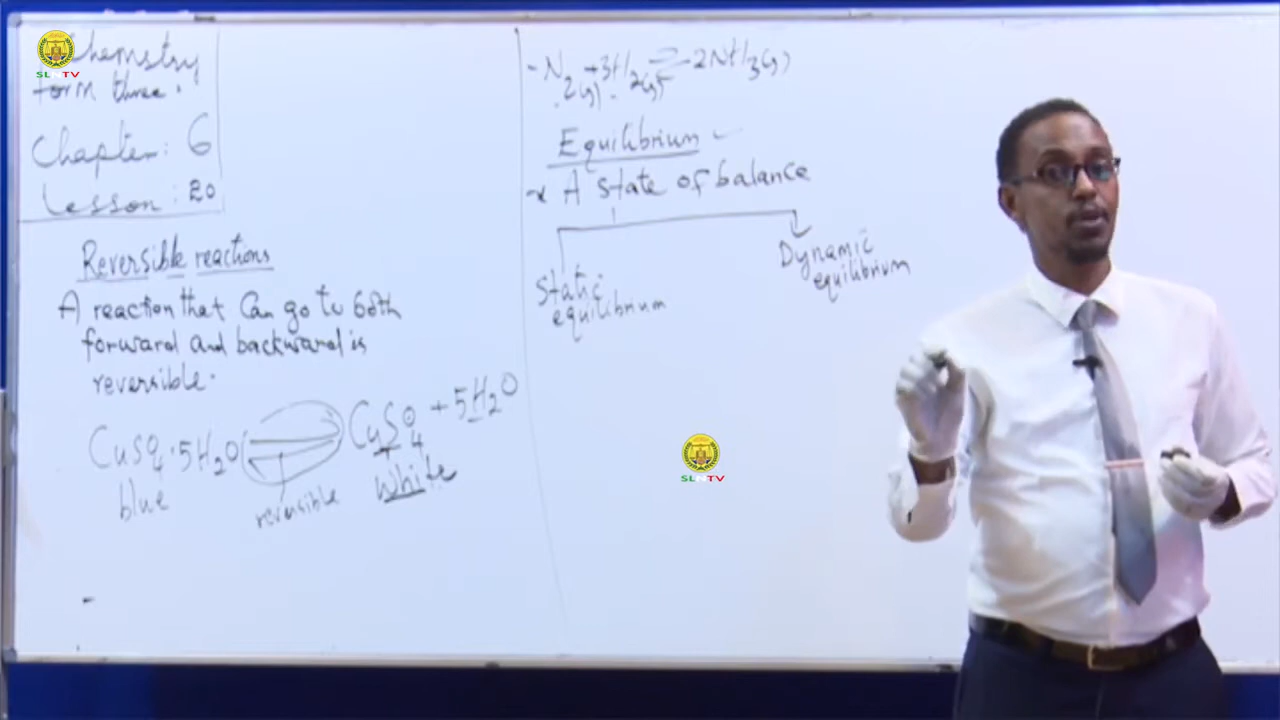 SLNTV
Chemstry
form three.
Chapter: 6
Lesson: 20
Reversible reactions
A reaction that can go to both
forward and backward is
reversible.
CuSO4·5H2O ⇌ CuSO4 + 5H2O
blue
reversible
white
- N2(g) + 3H2(g) ⇌ 2NH3(g)
Equilibrium
A state of balance
Static
equilibrium
Dynamic
equilibrium
SLNTV